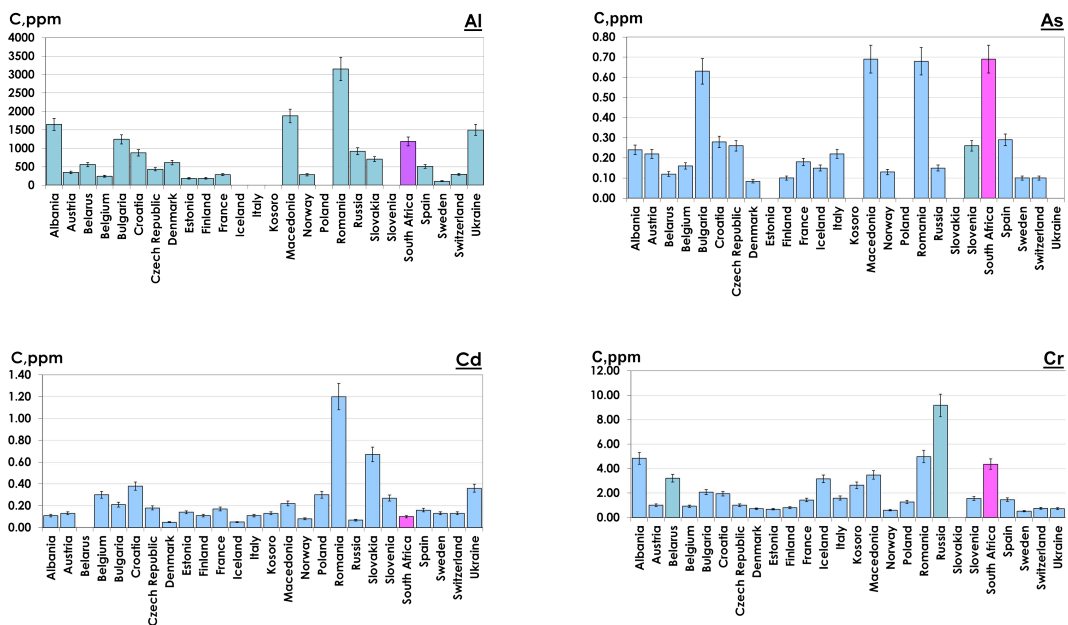 C,ppm
Al
4000
3500
3000
2500
2000
1500
1000
500
0
Albania
Austria
Belarus
Belgium
Bulgaria
Croatia
Czech Republic
Denmark
Estonia
Finland
France
Iceland
Italy
Kosoro
Macedonia
Norway
Poland
Romania
Russia
Slovakia
Slovenia
South Africa
Spain
Sweden
Switzerland
Ukraine
C,ppm
As
0.80
0.70
0.60
0.50
0.40
0.30
0.20
0.10
0.00
Albania
Austria
Belarus
Belgium
Bulgaria
Croatia
Czech Republic
Denmark
Estonia
Finland
France
Iceland
Italy
Kosoro
Macedonia
Norway
Poland
Romania
Russia
Slovakia
Slovenia
South Africa
Spain
Sweden
Switzerland
Ukraine
C,ppm
Cd
1.40
1.20
1.00
0.80
0.60
0.40
0.20
0.00
Albania
Austria
Belarus
Belgium
Bulgaria
Croatia
Czech Republic
Denmark
Estonia
Finland
France
Iceland
Italy
Kosoro
Macedonia
Norway
Poland
Romania
Russia
Slovakia
Slovenia
South Africa
Spain
Sweden
Switzerland
Ukraine
C,ppm
Cr
12.00
10.00
8.00
6.00
4.00
2.00
0.00
Albania
Austria
Belarus
Belgium
Bulgaria
Croatia
Czech Republic
Denmark
Estonia
Finland
France
Iceland
Italy
Kosoro
Macedonia
Norway
Poland
Romania
Russia
Slovakia
Slovenia
South Africa
Spain
Sweden
Switzerland
Ukraine